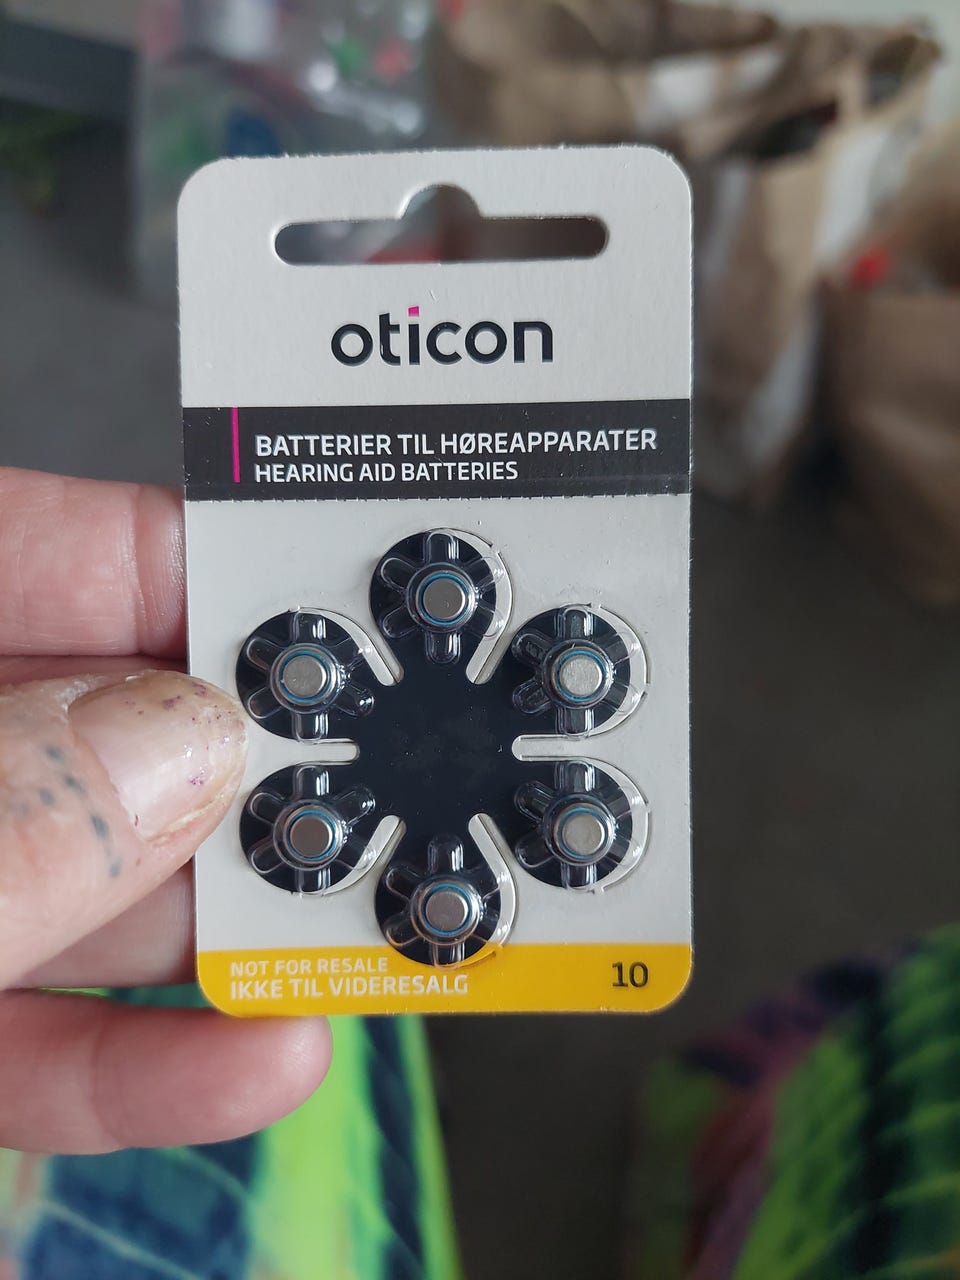 oticon
BATTERIER TIL HØREAPPARATER
HEARING AID BATTERIES
NOT FOR RESALE
IKKE TIL VIDERESALG
10